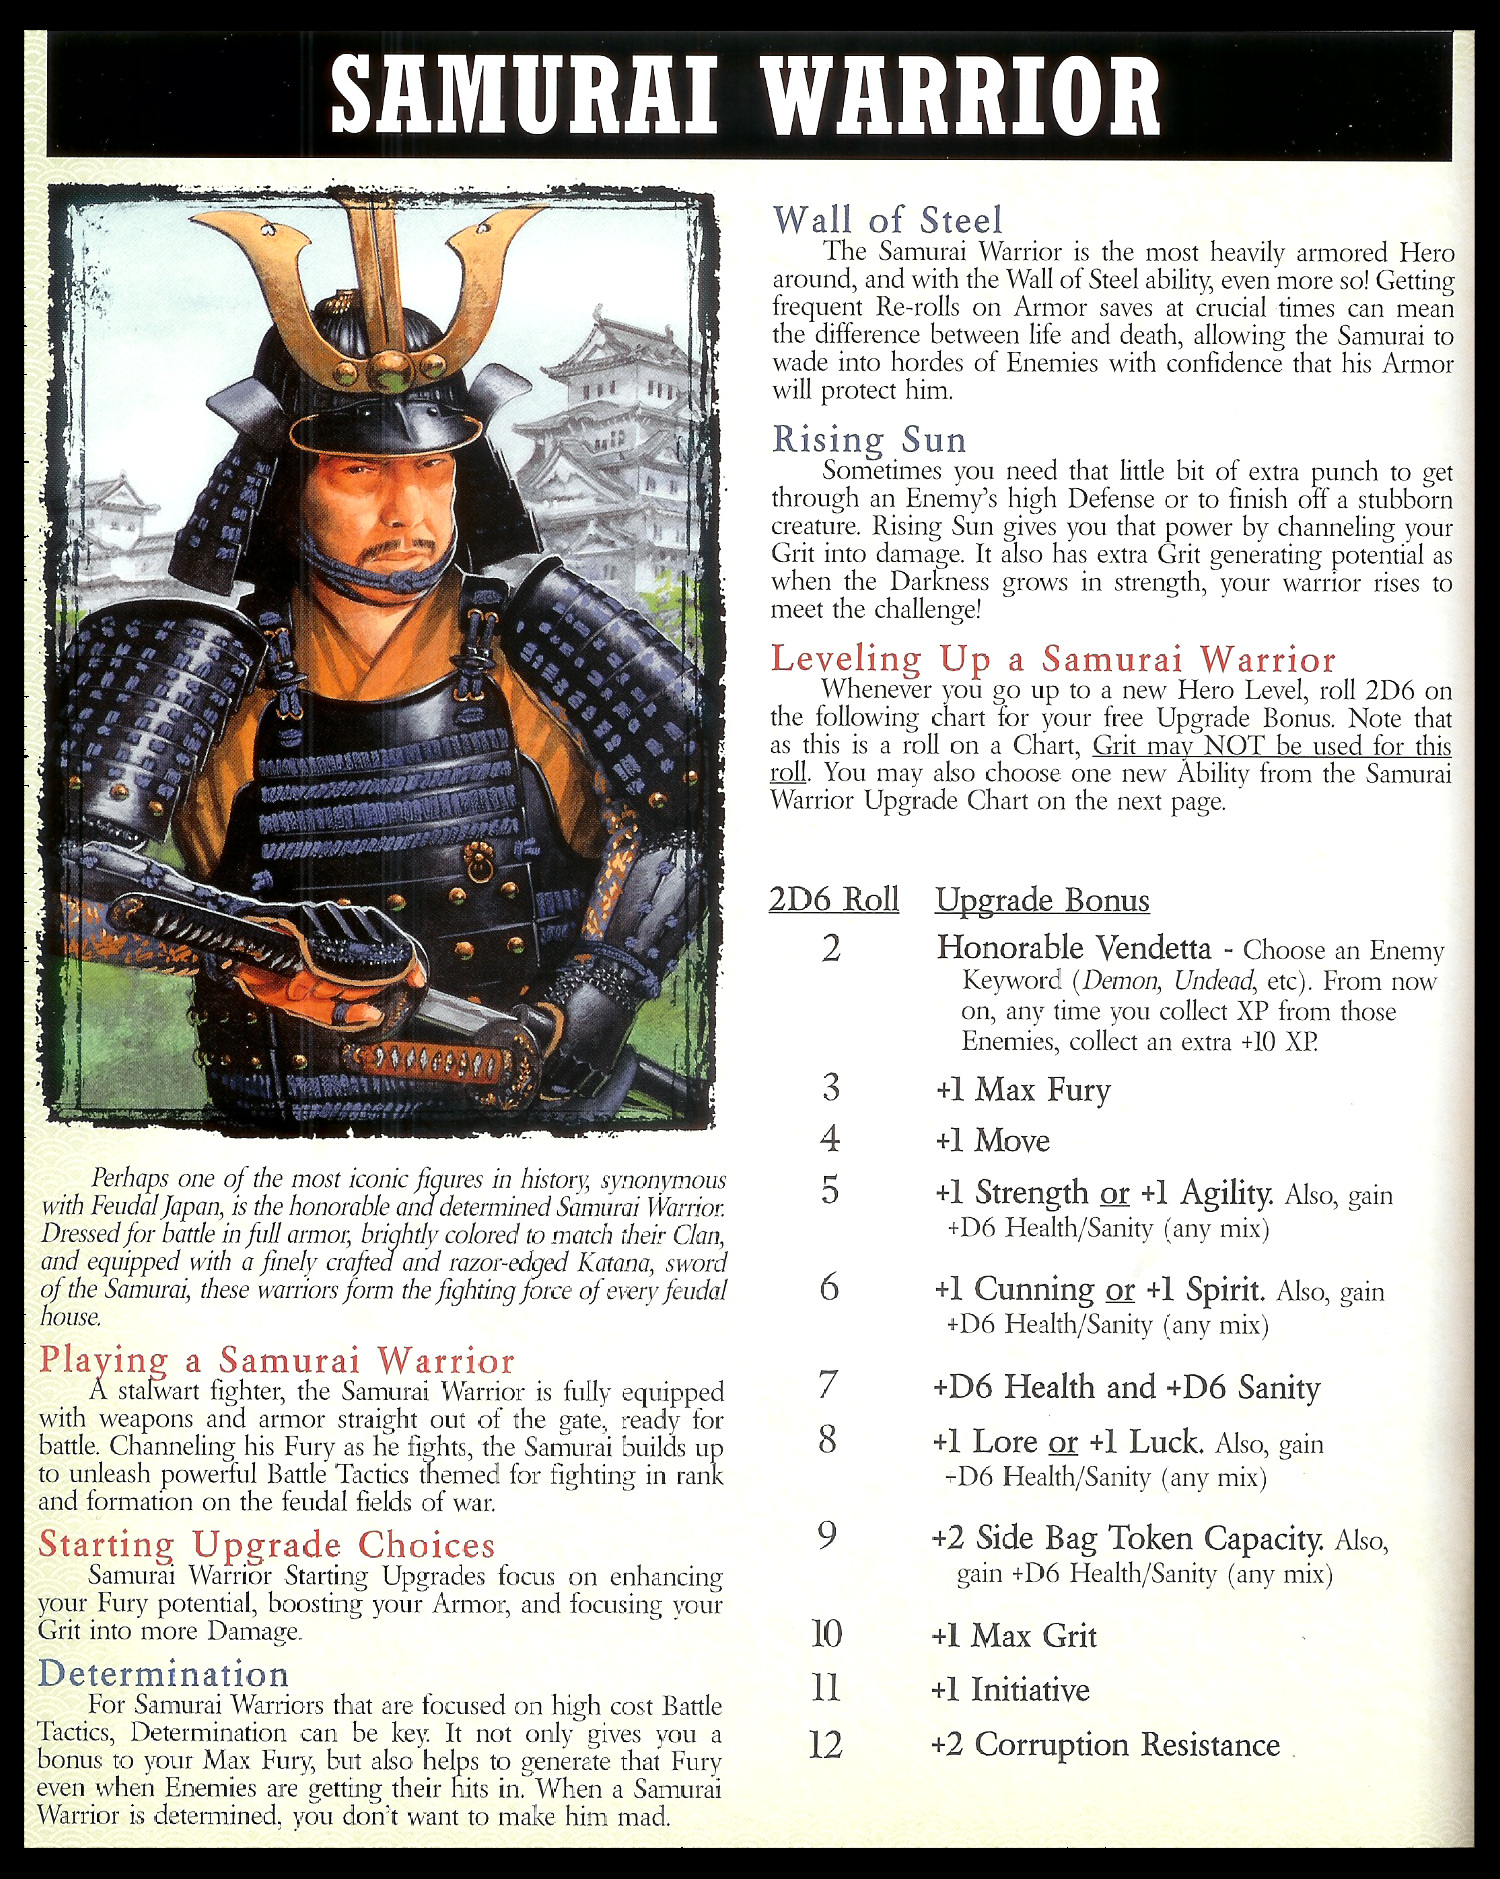 SAMURAI WARRIOR
Perhaps one of the most iconic figures in history, synonymous
with Feudal Japan, is the honorable and determined Samurai Warrior.
Dressed for battle in full armor, brightly colored to match their Clan,
and equipped with a finely crafted and razor-edged Katana, sword
of the Samurai, these warriors form the fighting force of every feudal
house.
Playing a Samurai Warrior
A stalwart fighter, the Samurai Warrior is fully equipped
with weapons and armor straight out of the gate, ready for
battle. Channeling his Fury as he fights, the Samurai builds up
to unleash powerful Battle Tactics themed for fighting in rank
and formation on the feudal fields of war.
Starting Upgrade Choices
Samurai Warrior Starting Upgrades focus on enhancing
your Fury potential, boosting your Armor, and focusing your
Grit into more Damage.
Determination
For Samurai Warriors that are focused on high cost Battle
Tactics, Determination can be key. It not only gives you a
bonus to your Max Fury, but also helps to generate that Fury
even when Enemies are getting their hits in. When a Samurai
Warrior is determined, you don't want to make him mad.
Wall of Steel
The Samurai Warrior is the most heavily armored Hero
around, and with the Wall of Steel ability, even more so! Getting
frequent Re-rolls on Armor saves at crucial times can mean
the difference between life and death, allowing the Samurai to
wade into hordes of Enemies with confidence that his Armor
will protect him.
Rising Sun
Sometimes you need that little bit of extra punch to get
through an Enemy's high Defense or to finish off a stubborn
creature. Rising Sun gives you that power by channeling your
Grit into damage. It also has extra Grit generating potential as
when the Darkness grows in strength, your warrior rises to
meet the challenge!
Leveling Up a Samurai Warrior
Whenever you go up to a new Hero Level, roll 2D6 on
the following chart for your free Upgrade Bonus. Note that
as this is a roll on a Chart, Grit may NOT be used for this
roll. You may also choose one new Ability from the Samurai
Warrior Upgrade Chart on the next page.
2D6 Roll Upgrade Bonus
2 Honorable Vendetta - Choose an Enemy
Keyword (Demon, Undead, etc). From now
on, any time you collect XP from those
Enemies, collect an extra +10 XP.
3 +1 Max Fury
4 +1 Move
5 +1 Strength or +1 Agility. Also, gain
+D6 Health/Sanity (any mix)
6 +1 Cunning or +1 Spirit. Also, gain
+D6 Health/Sanity (any mix)
7 +D6 Health and +D6 Sanity
8 +1 Lore or +1 Luck. Also, gain
+D6 Health/Sanity (any mix)
9 +2 Side Bag Token Capacity. Also,
gain +D6 Health/Sanity (any mix)
10 +1 Max Grit
11 +1 Initiative
12 +2 Corruption Resistance